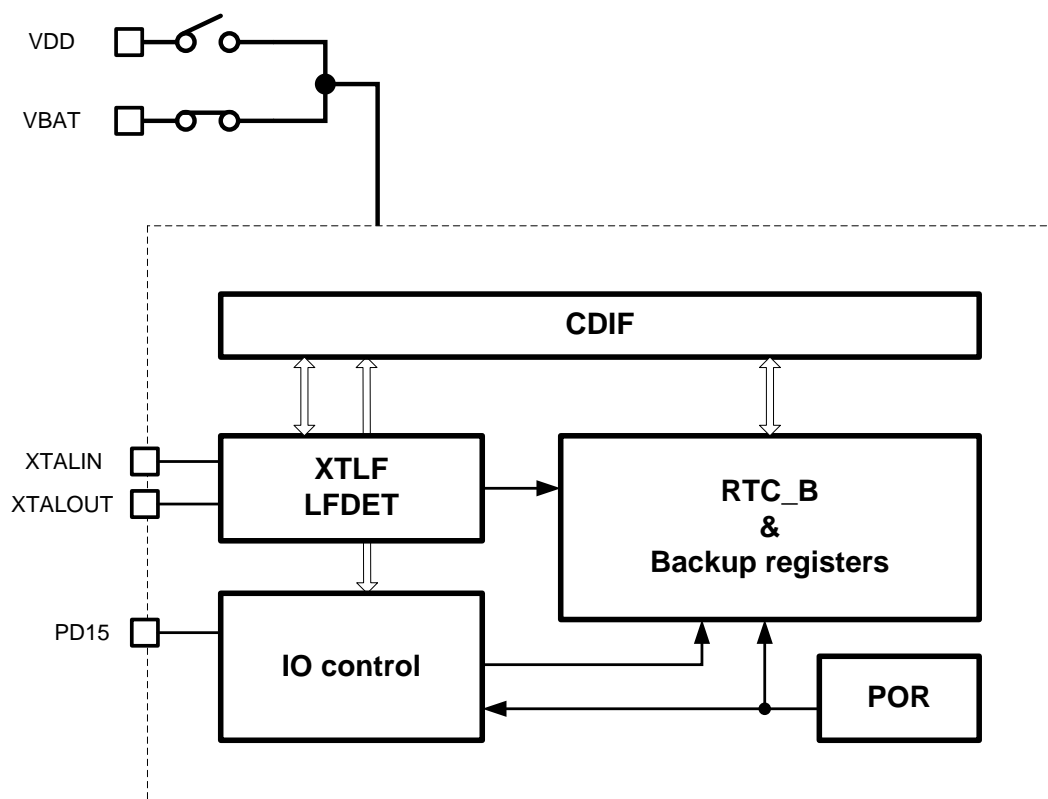 VDD
VBAT
CDIF
XTALIN
XTALOUT
XTLF
LFDET
RTC_B
&
Backup registers
PD15
IO control
POR